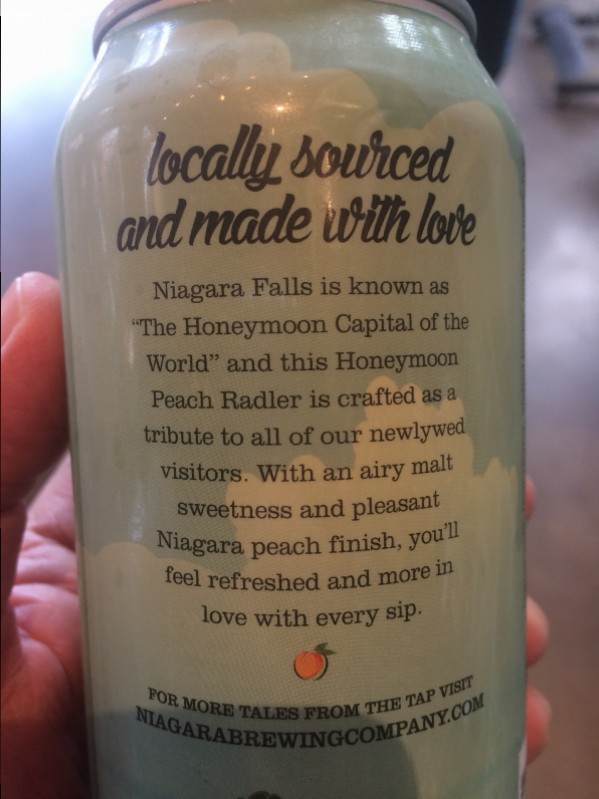 locally sourced
and made with love
Niagara Falls is known as
“The Honeymoon Capital of the
World” and this Honeymoon
Peach Radler is crafted as a
tribute to all of our newlywed
visitors. With an airy malt
sweetness and pleasant
Niagara peach finish, you’ll
feel refreshed and more in
love with every sip.
FOR MORE TALES FROM THE TAP VISIT
NIAGARABREWINGCOMPANY.COM